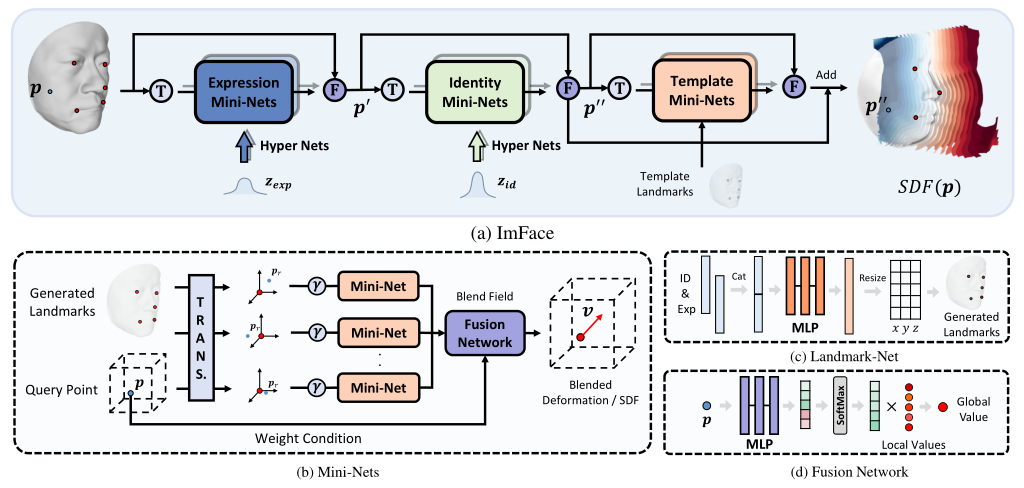 p
T
Expression
Mini-Nets
F
p′
T
Identity
Mini-Nets
F
p′′
T
Template
Mini-Nets
F
Add
p′′
Hyper Nets
z_exp
Hyper Nets
z_id
Template
Landmarks
SDF(p)
(a) ImFace
Generated
Landmarks
Query Point
p
TRANS.
p_r
γ
Mini-Net
p_r
γ
Mini-Net
p_r
γ
Mini-Net
Blend Field
Fusion
Network
v
Blended
Deformation / SDF
Weight Condition
(b) Mini-Nets
ID
&
Exp
Cat
MLP
Resize
x y z
Generated
Landmarks
(c) Landmark-Net
p
MLP
SoftMax
×
Local Values
Global
Value
(d) Fusion Network